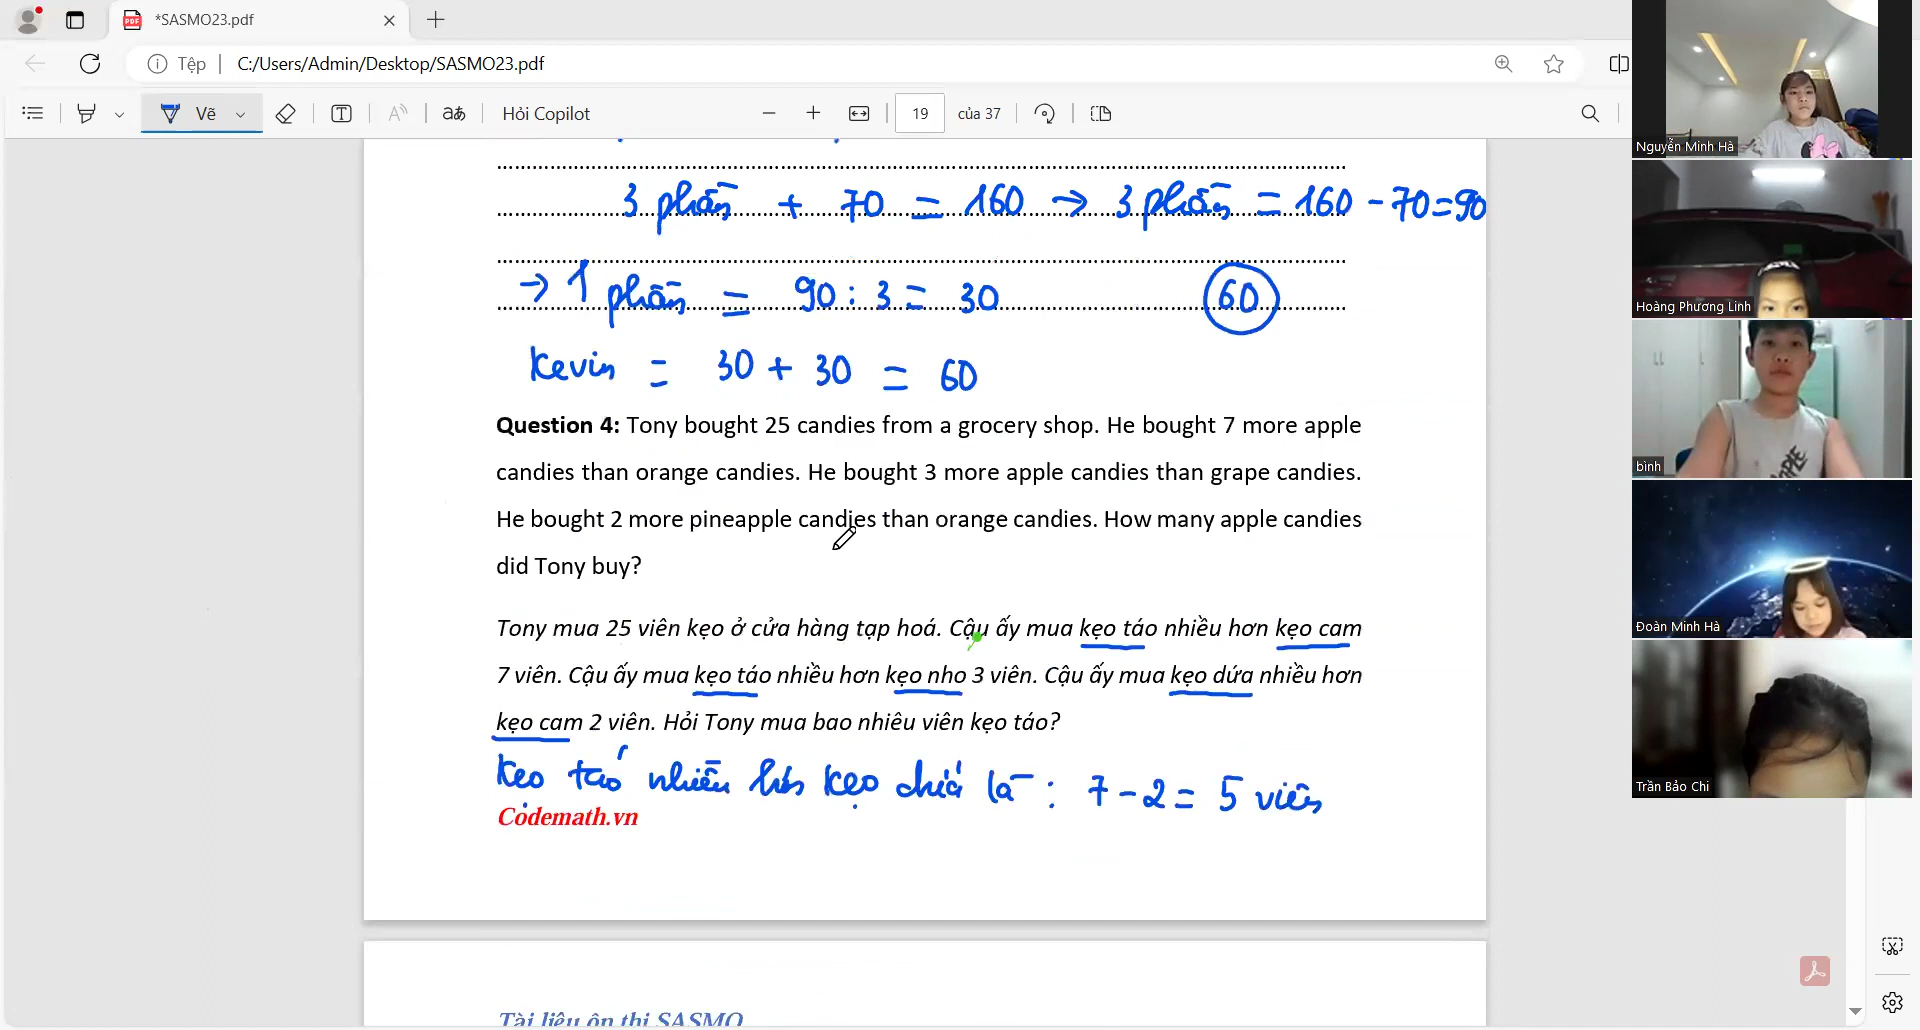 *SASMO23.pdf
Tệp C:/Users/Admin/Desktop/SASMO23.pdf
Vẽ Hỏi Copilot 19 của 37
3 phần + 70 = 160 → 3 phần = 160 - 70 = 90
→ 1 phần = 90 : 3 = 30 60
Kevin = 30 + 30 = 60
Question 4: Tony bought 25 candies from a grocery shop. He bought 7 more apple
candies than orange candies. He bought 3 more apple candies than grape candies.
He bought 2 more pineapple candies than orange candies. How many apple candies
did Tony buy?
Tony mua 25 viên kẹo ở cửa hàng tạp hoá. Cậu ấy mua kẹo táo nhiều hơn kẹo cam
7 viên. Cậu ấy mua kẹo táo nhiều hơn kẹo nho 3 viên. Cậu ấy mua kẹo dứa nhiều hơn
kẹo cam 2 viên. Hỏi Tony mua bao nhiêu viên kẹo táo?
kẹo táo nhiều hơn kẹo dứa là : 7 - 2 = 5 viên
Codemath.vn
Tài liệu ôn thi SASMO
Nguyễn Minh Hà
Hoàng Phương Linh
bình
Đoàn Minh Hà
Trần Bảo Chi